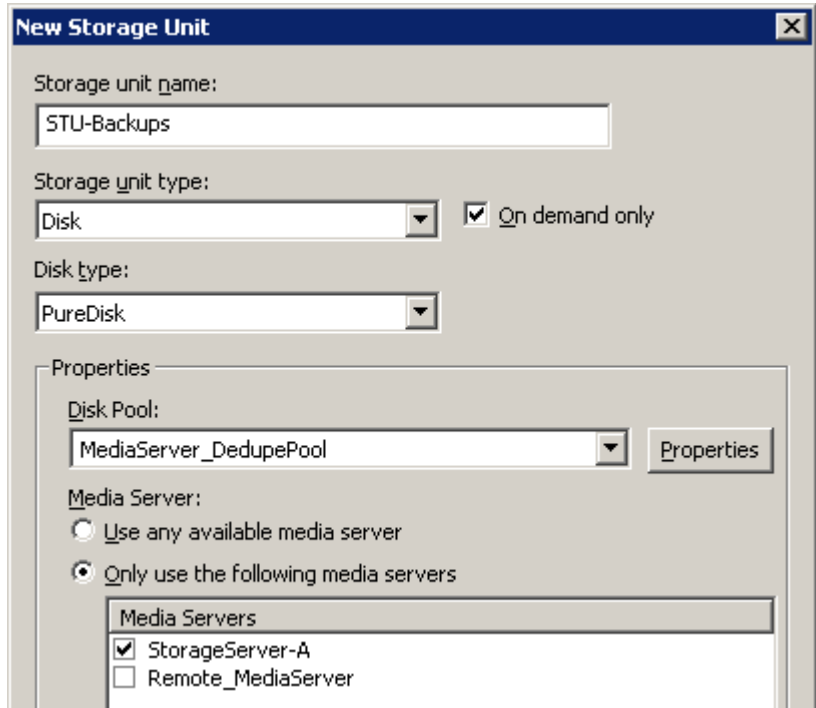 New Storage Unit
Storage unit name:
STU-Backups
Storage unit type:
Disk
On demand only
Disk type:
PureDisk
Properties
Disk Pool:
MediaServer_DedupePool
Properties
Media Server:
Use any available media server
Only use the following media servers
Media Servers
StorageServer-A
Remote_MediaServer